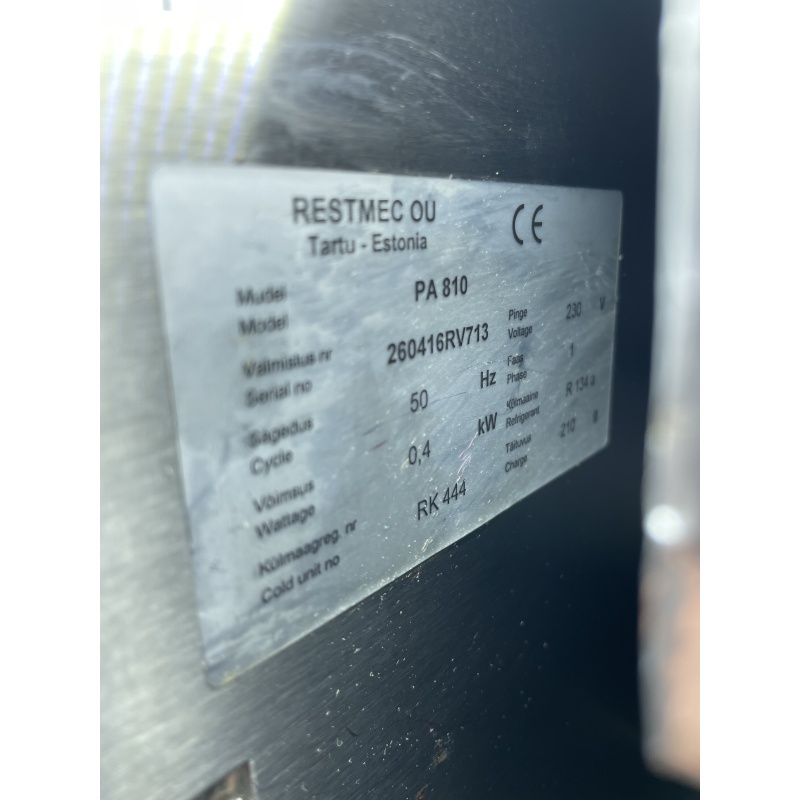 RESTMEC OU
Tartu - Estonia
CE
Mudel
Model
PA 810
Valmistus nr
Serial no
260416RV713
Sagedus
Cycle
50 Hz
Võimsus
Wattage
0,4 kW
Külmaagreg. nr
Cold unit no
RK 444
Pinge
Voltage
230 V
Faas
Phase
1
Külmaaine
Refrigerant
R 134 a
Täituvus
Charge
210 g